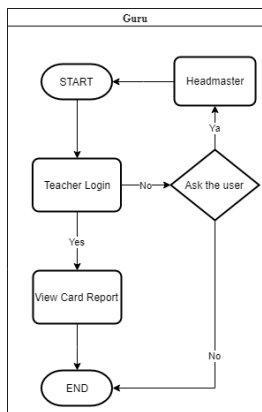 Guru
START
Headmaster
Ya
Teacher Login
No
Ask the user
Yes
View Card Report
No
END